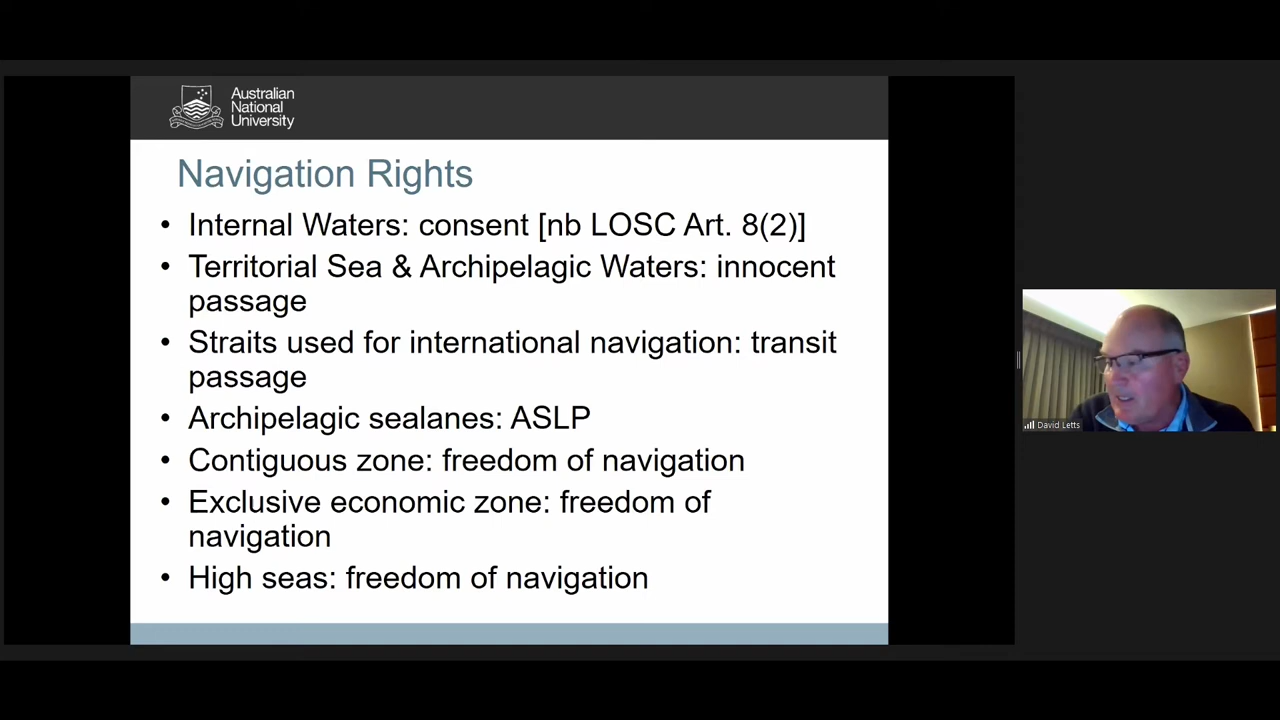 Australian
National
University
Navigation Rights
• Internal Waters: consent [nb LOSC Art. 8(2)]
• Territorial Sea & Archipelagic Waters: innocent
passage
• Straits used for international navigation: transit
passage
• Archipelagic sealanes: ASLP
• Contiguous zone: freedom of navigation
• Exclusive economic zone: freedom of
navigation
• High seas: freedom of navigation
David Letts